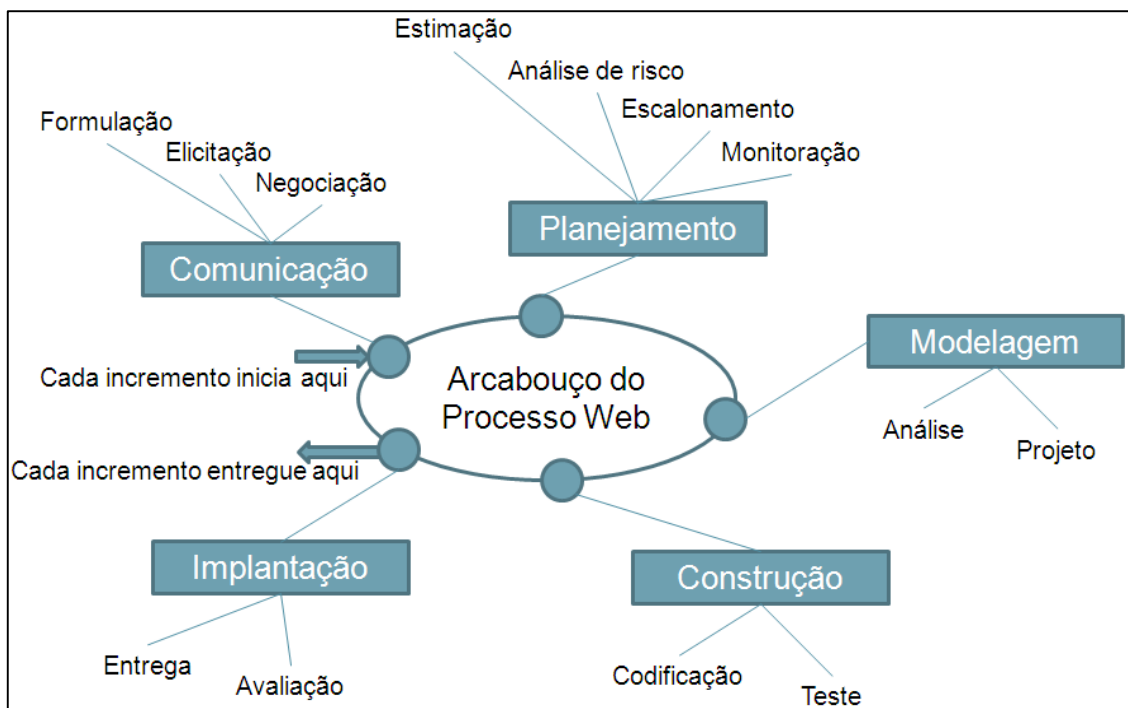 Estimação
Análise de risco
Escalonamento
Monitoração
Formulação
Elicitação
Negociação
Planejamento
Comunicação
Modelagem
Análise
Projeto
Cada incremento inicia aqui
Arcabouço do
Processo Web
Cada incremento entregue aqui
Implantação
Entrega
Avaliação
Construção
Codificação
Teste